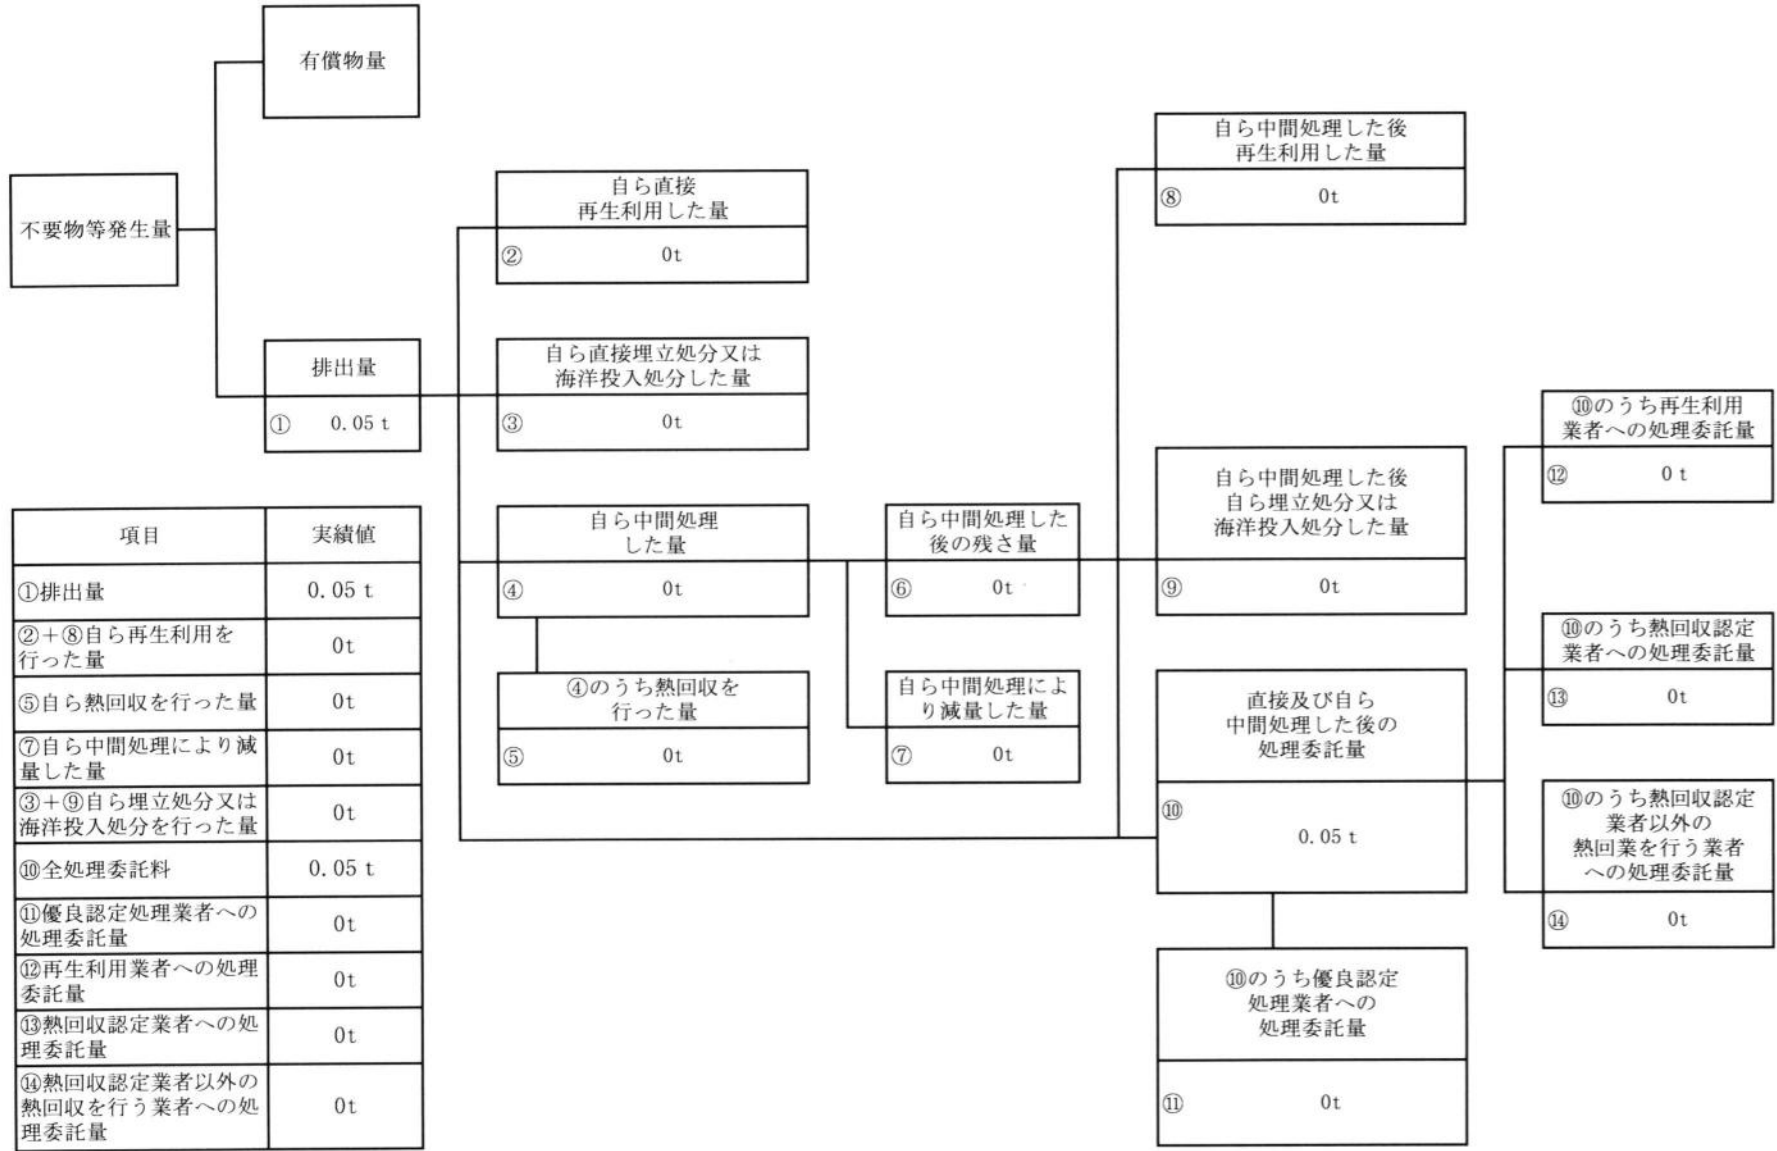 有償物量
不要物等発生量
自ら直接
再生利用した量
② 0t
排出量
① 0.05 t
自ら直接埋立処分又は
海洋投入処分した量
③ 0t
自ら中間処理
した量
④ 0t
④のうち熱回収を
行った量
⑤ 0t
自ら中間処理した
後の残さ量
⑥ 0t
自ら中間処理によ
り減量した量
⑦ 0t
自ら中間処理した後
再生利用した量
⑧ 0t
自ら中間処理した後
自ら埋立処分又は
海洋投入処分した量
⑨ 0t
直接及び自ら
中間処理した後の
処理委託量
⑩
0.05 t
⑩のうち優良認定
処理業者への
処理委託量
⑪ 0t
⑩のうち再生利用
業者への処理委託量
⑫ 0 t
⑩のうち熱回収認定
業者への処理委託量
⑬ 0t
⑩のうち熱回収認定
業者以外の
熱回業を行う業者
への処理委託量
⑭ 0t
項目 実績値
①排出量 0.05 t
②+⑧自ら再生利用を
行った量 0t
⑤自ら熱回収を行った量 0t
⑦自ら中間処理により減
量した量 0t
③+⑨自ら埋立処分又は
海洋投入処分を行った量 0t
⑩全処理委託料 0.05 t
⑪優良認定処理業者への
処理委託量 0t
⑫再生利用業者への処理
委託量 0t
⑬熱回収認定業者への処
理委託量 0t
⑭熱回収認定業者以外の
熱回収を行う業者への処 0t
理委託量